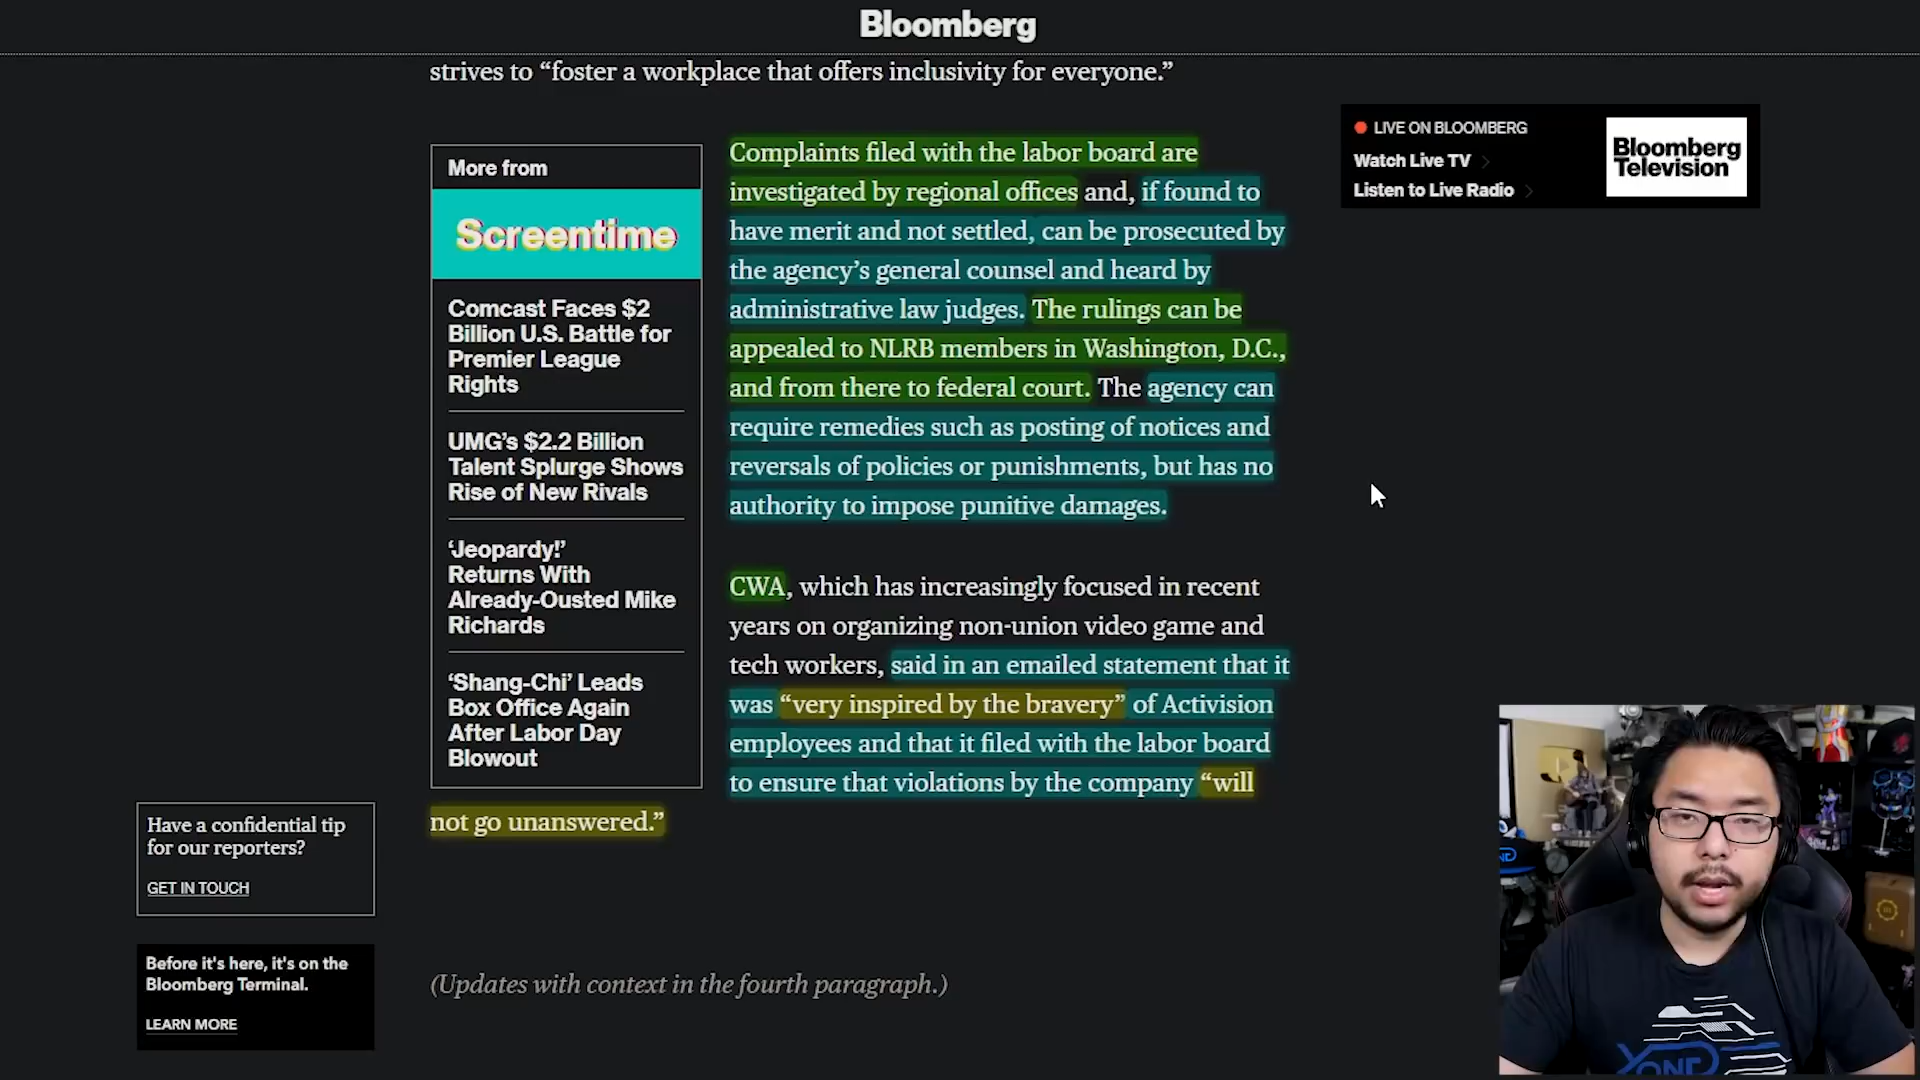 Bloomberg
strives to “foster a workplace that offers inclusivity for everyone.”
More from
Screentime
Comcast Faces $2
Billion U.S. Battle for
Premier League
Rights
UMG’s $2.2 Billion
Talent Splurge Shows
Rise of New Rivals
‘Jeopardy!’
Returns With
Already-Ousted Mike
Richards
‘Shang-Chi’ Leads
Box Office Again
After Labor Day
Blowout
Complaints filed with the labor board are
investigated by regional offices and, if found to
have merit and not settled, can be prosecuted by
the agency’s general counsel and heard by
administrative law judges. The rulings can be
appealed to NLRB members in Washington, D.C.,
and from there to federal court. The agency can
require remedies such as posting of notices and
reversals of policies or punishments, but has no
authority to impose punitive damages.
CWA, which has increasingly focused in recent
years on organizing non-union video game and
tech workers, said in an emailed statement that it
was “very inspired by the bravery” of Activision
employees and that it filed with the labor board
to ensure that violations by the company “will
not go unanswered.”
(Updates with context in the fourth paragraph.)
LIVE ON BLOOMBERG
Watch Live TV
Listen to Live Radio
Bloomberg
Television
Have a confidential tip
for our reporters?
GET IN TOUCH
Before it's here, it's on the
Bloomberg Terminal.
LEARN MORE